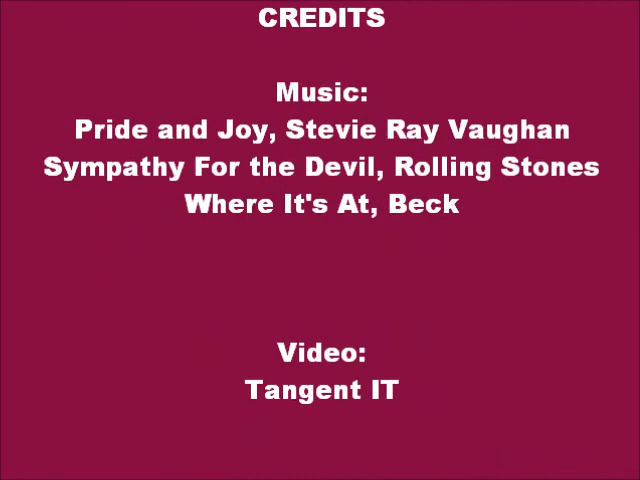 CREDITS
Music:
Pride and Joy, Stevie Ray Vaughan
Sympathy For the Devil, Rolling Stones
Where It's At, Beck
Video:
Tangent IT